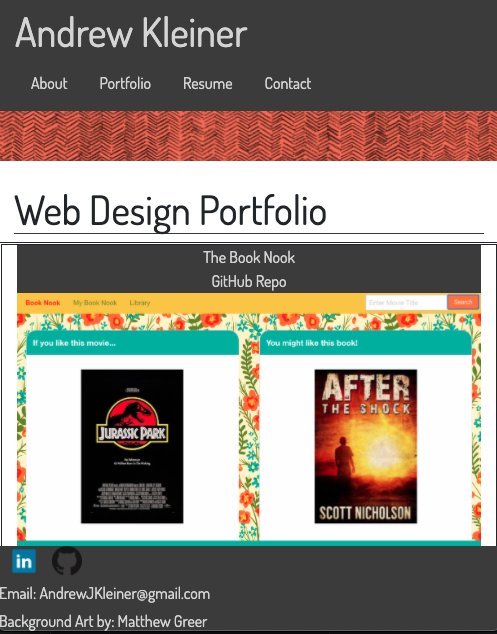 Andrew Kleiner
About Portfolio Resume Contact
Web Design Portfolio
The Book Nook
GitHub Repo
Book Nook My Book Nook Library Enter Movie Title Search
If you like this movie... You might like this book!
JURASSIC PARK
AFTER
THE SHOCK
SCOTT NICHOLSON
in
Email: AndrewJKleiner@gmail.com
Background Art by: Matthew Greer